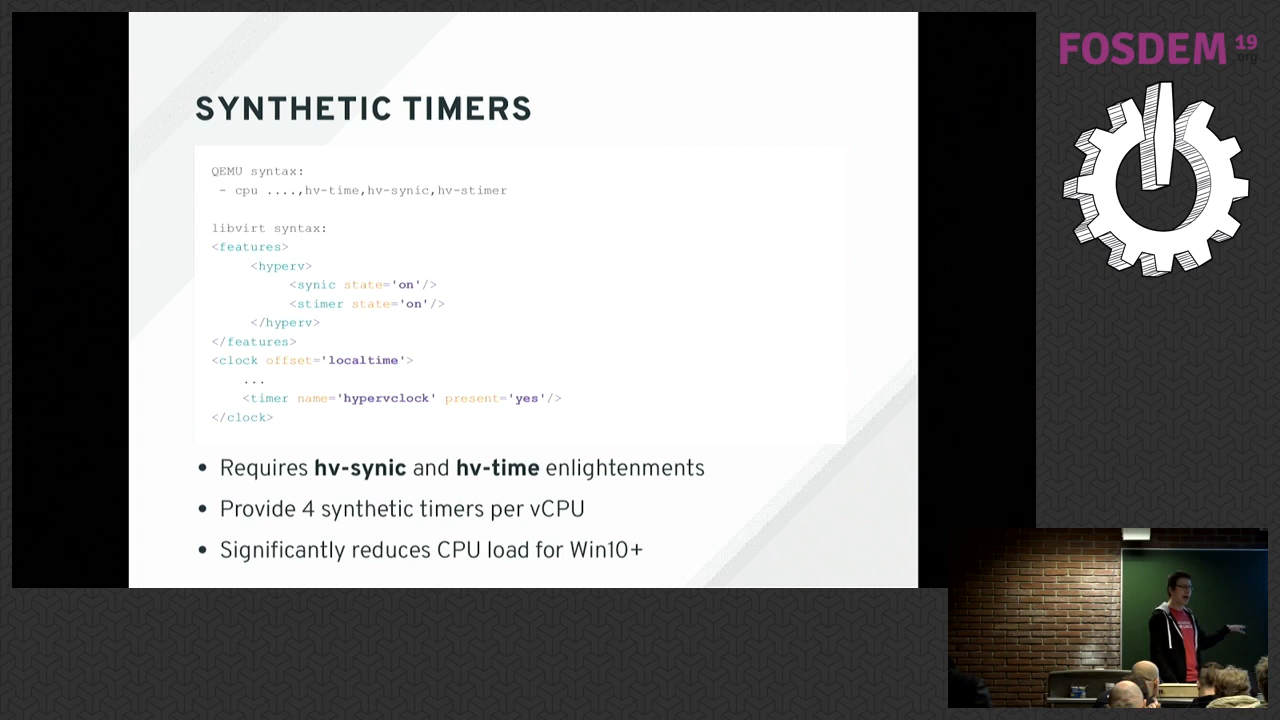 SYNTHETIC TIMERS
QEMU syntax:
- cpu ....,hv-time,hv-synic,hv-stimer
libvirt syntax:
<features>
<hyperv>
<synic state='on'/>
<stimer state='on'/>
</hyperv>
</features>
<clock offset='localtime'>
...
<timer name='hypervclock' present='yes'/>
</clock>
• Requires hv-synic and hv-time enlightenments
• Provide 4 synthetic timers per vCPU
• Significantly reduces CPU load for Win10+
FOSDEM 19
.org